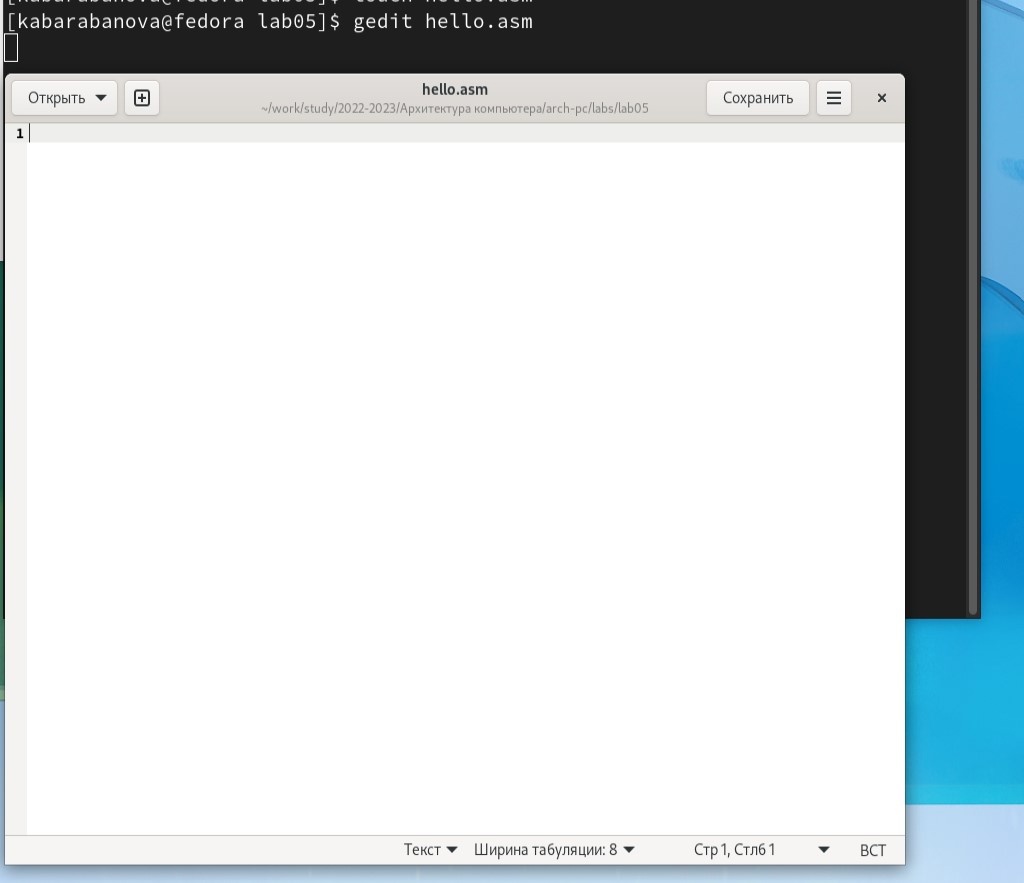 [kabarabanova@fedora lab05]$ touch hello.asm
[kabarabanova@fedora lab05]$ gedit hello.asm
Открыть
hello.asm
~/work/study/2022-2023/Архитектура компьютера/arch-pc/labs/lab05
Сохранить
1
Текст Ширина табуляции: 8 Стр 1, Стлб 1 ВСТ